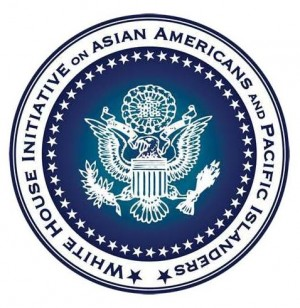 WHITE HOUSE INITIATIVE ON ASIAN AMERICANS AND PACIFIC ISLANDERS